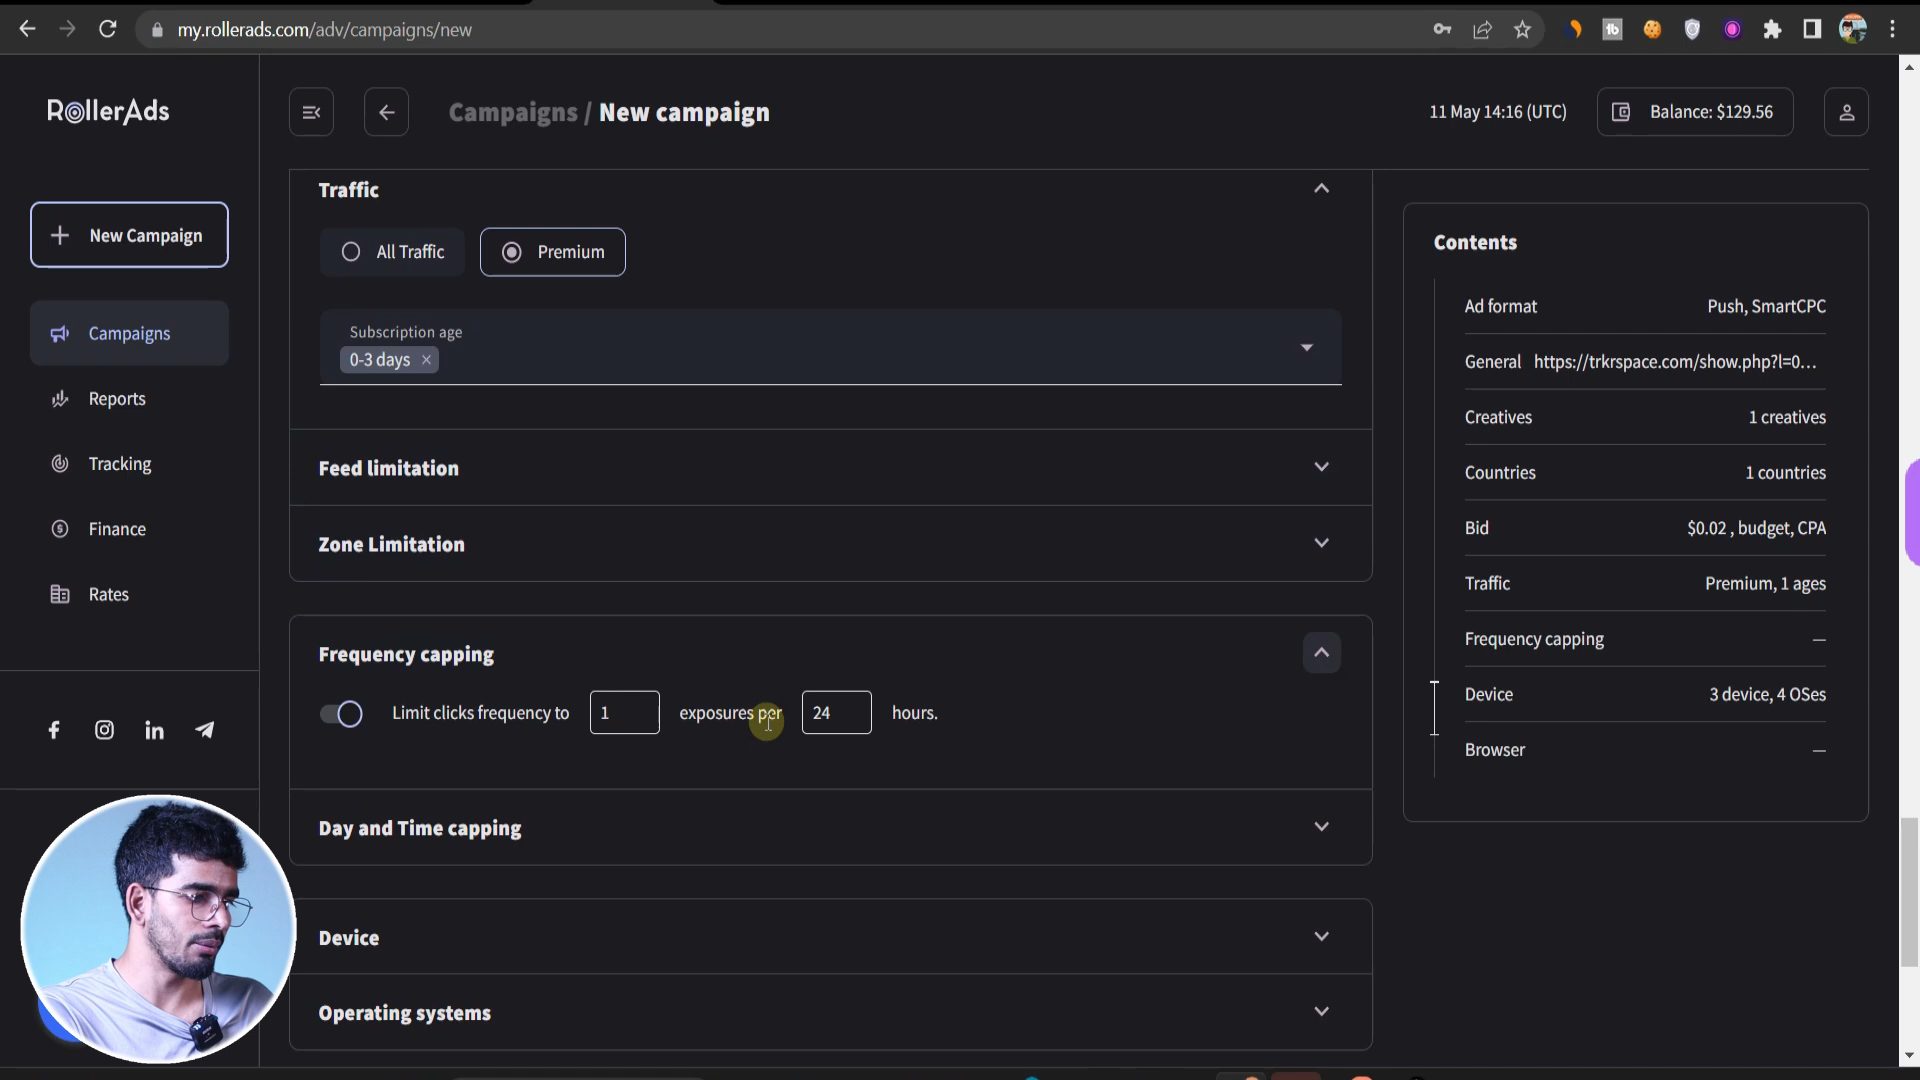 my.rollerads.com/adv/campaigns/new
RollerAds
Campaigns / New campaign
11 May 14:16 (UTC)
Balance: $129.56
New Campaign
Campaigns
Reports
Tracking
Finance
Rates
Traffic
All Traffic
Premium
Subscription age
0-3 days
Feed limitation
Zone Limitation
Frequency capping
Limit clicks frequency to 1 exposures per 24 hours.
Day and Time capping
Device
Operating systems
Contents
Ad format Push, SmartCPC
General https://trkrspace.com/show.php?l=0...
Creatives 1 creatives
Countries 1 countries
Bid $0.02 , budget, CPA
Traffic Premium, 1 ages
Frequency capping —
Device 3 device, 4 OSes
Browser —